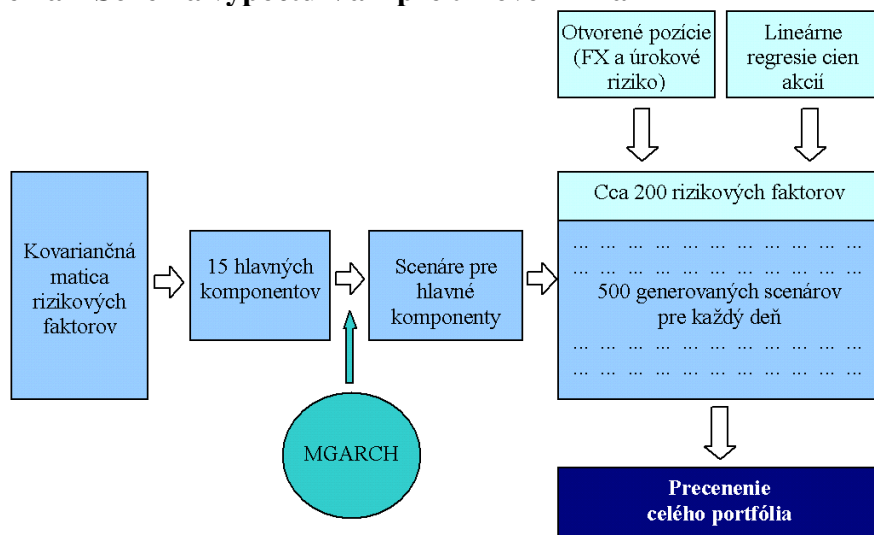 Otvorené pozície
(FX a úrokové
riziko)
Lineárne
regresie cien
akcií
Kovariančná
matica
rizikových
faktorov
15 hlavných
komponentov
Scenáre pre
hlavné
komponenty
Cca 200 rizikových faktorov
... ... ... ... ... ... ... ... ... ... ...
... ... ... ... ... ... ... ... ... ... ...
500 generovaných scenárov
pre každý deň
... ... ... ... ... ... ... ... ... ... ...
... ... ... ... ... ... ... ... ... ... ...
MGARCH
Precenenie
celého portfólia